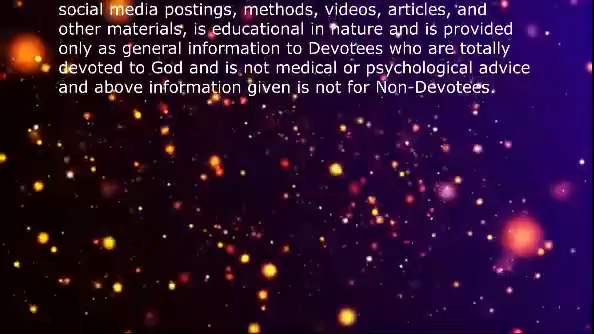 social media postings, methods, videos, articles, and
other materials, is educational in nature and is provided
only as general information to Devotees who are totally
devoted to God and is not medical or psychological advice
and above information given is not for Non-Devotees.